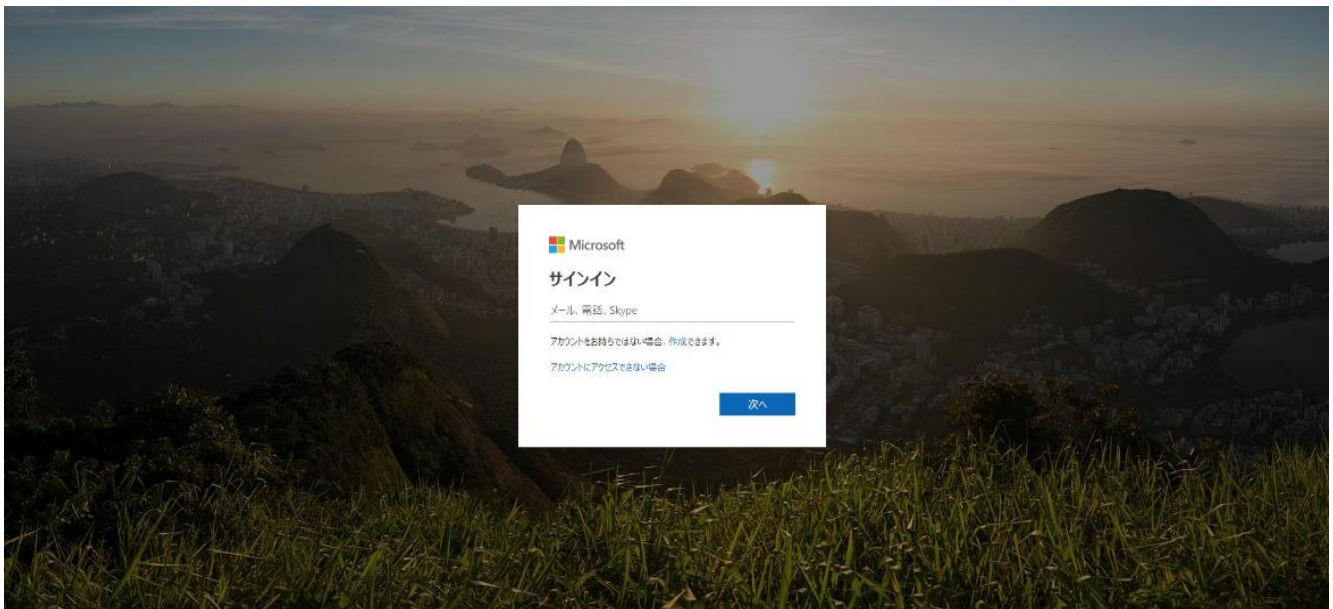 Microsoft
サインイン
メール、電話、Skype
アカウントをお持ちではない場合、作成できます。
アカウントにアクセスできない場合
次へ